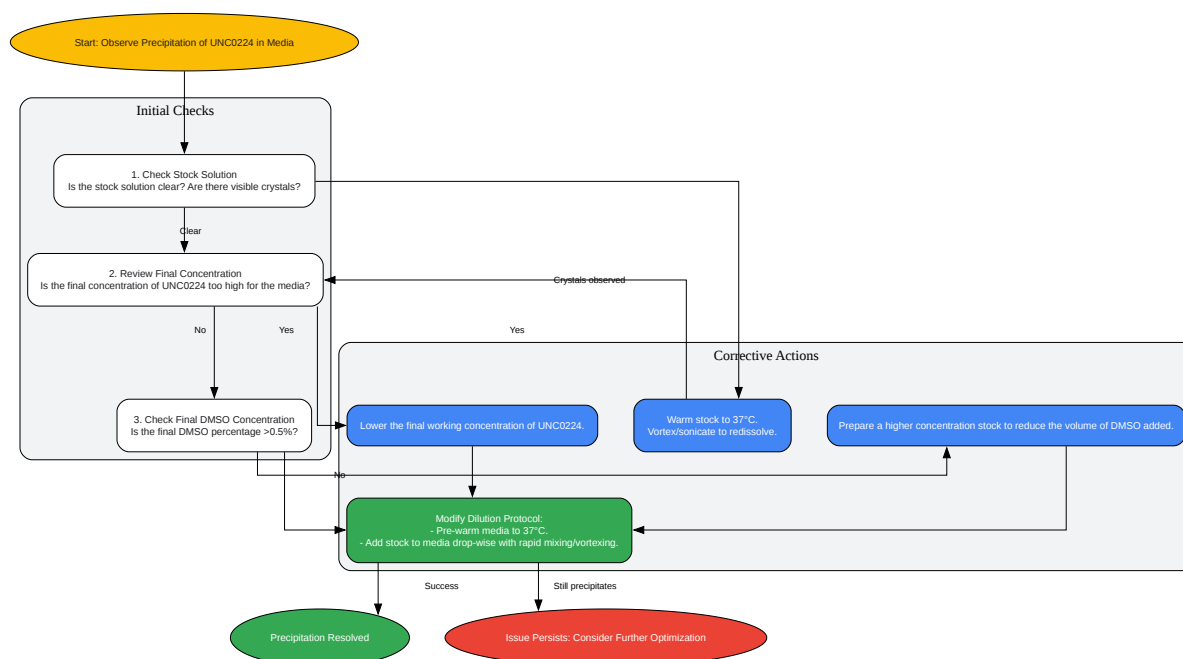 Start: Observe Precipitation of UNC0224 in Media
Initial Checks
1. Check Stock Solution
Is the stock solution clear? Are there visible crystals?
Clear
2. Review Final Concentration
Is the final concentration of UNC0224 too high for the media?
Crystals observed
No
Yes
Yes
Corrective Actions
3. Check Final DMSO Concentration
Is the final DMSO percentage >0.5%?
Lower the final working concentration of UNC0224.
Warm stock to 37°C.
Vortex/sonicate to redissolve.
Prepare a higher concentration stock to reduce the volume of DMSO added.
No
Modify Dilution Protocol:
- Pre-warm media to 37°C.
- Add stock to media drop-wise with rapid mixing/vortexing.
Success
Still precipitates
Precipitation Resolved
Issue Persists: Consider Further Optimization